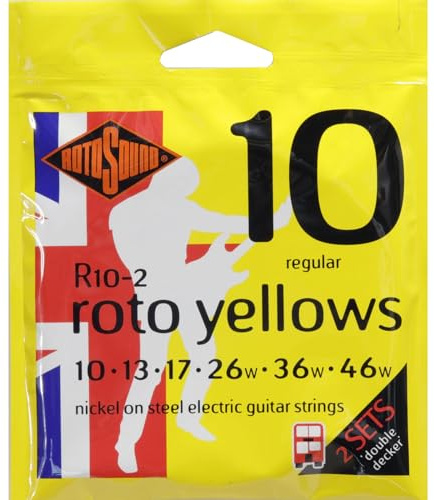 10
ROTOSOUND®
regular
R10-2
roto yellows
10 · 13 · 17 · 26w · 36w · 46w
nickel on steel electric guitar strings
2 SETS
'double
decker'